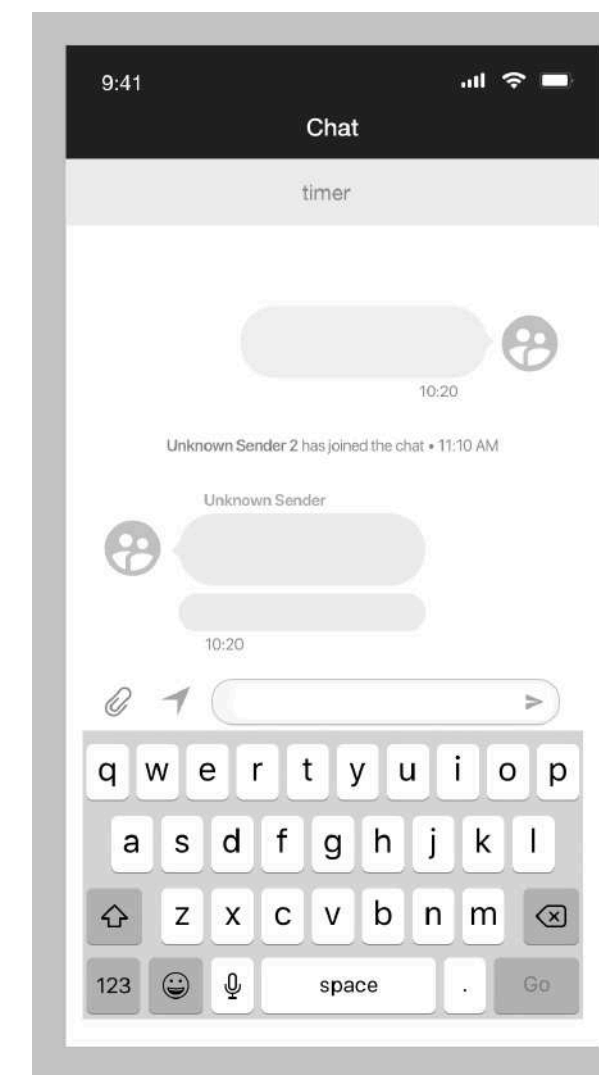 9:41
Chat
timer
10:20
Unknown Sender 2 has joined the chat • 11:10 AM
Unknown Sender
10:20
q w e r t y u i o p
a s d f g h j k l
z x c v b n m
123 space . Go